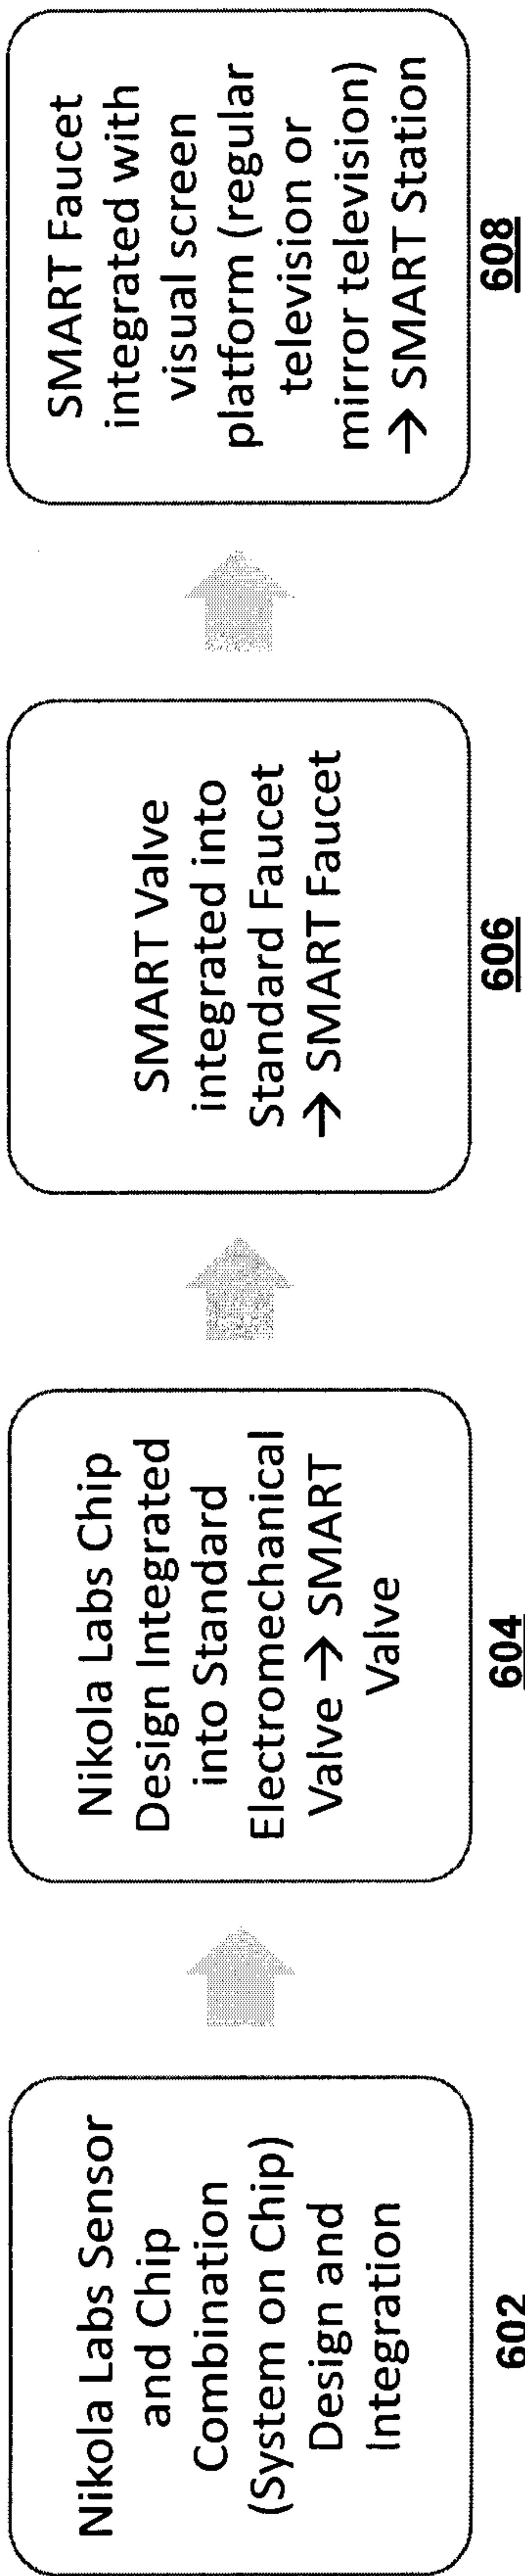 Nikola Labs Sensor
and Chip
Combination
(System on Chip)
Design and
Integration
602
Nikola Labs Chip
Design Integrated
into Standard
Electromechanical
Valve → SMART
Valve
604
SMART Valve
integrated into
Standard Faucet
→ SMART Faucet
606
SMART Faucet
integrated with
visual screen
platform (regular
television or
mirror television)
→ SMART Station
608